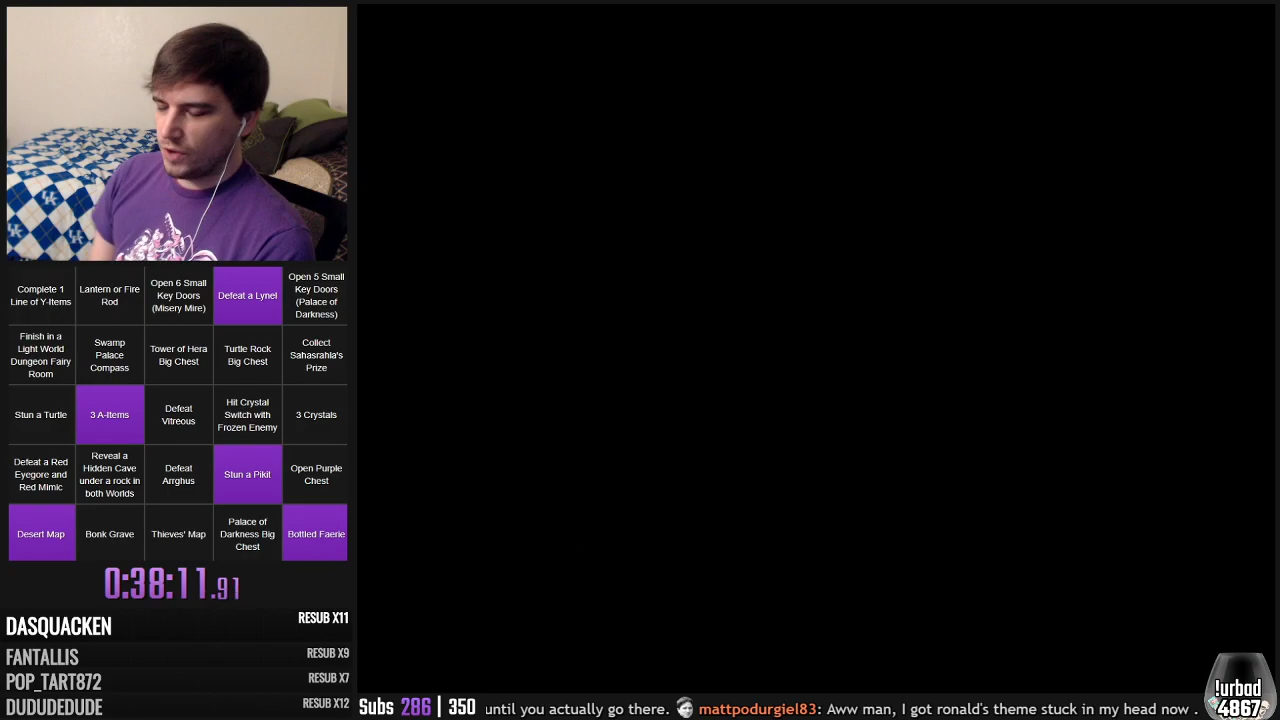 Complete 1
Line of Y-Items
Lantern or Fire
Rod
Open 6 Small
Key Doors
(Misery Mire)
Defeat a Lynel
Open 5 Small
Key Doors
(Palace of
Darkness)
Finish in a
Light World
Dungeon Fairy
Room
Swamp
Palace
Compass
Tower of Hera
Big Chest
Turtle Rock
Big Chest
Collect
Sahasrahla's
Prize
Stun a Turtle
3 A-Items
Defeat
Vitreous
Hit Crystal
Switch with
Frozen Enemy
3 Crystals
Defeat a Red
Eyegore and
Red Mimic
Reveal a
Hidden Cave
under a rock in
both Worlds
Defeat
Arrghus
Stun a Pikit
Open Purple
Chest
Desert Map
Bonk Grave
Thieves' Map
Palace of
Darkness Big
Chest
Bottled Faerie
0:38:11.91
DASQUACKEN RESUB X11
FANTALLIS RESUB X9
POP_TART872 RESUB X7
DUDUDEDUDE RESUB X12
Subs 286 | 350 until you actually go there. mattpodurgiel83: Aww man, I got ronald's theme stuck in my head now .
!urbad
4867
UK
UK
UK